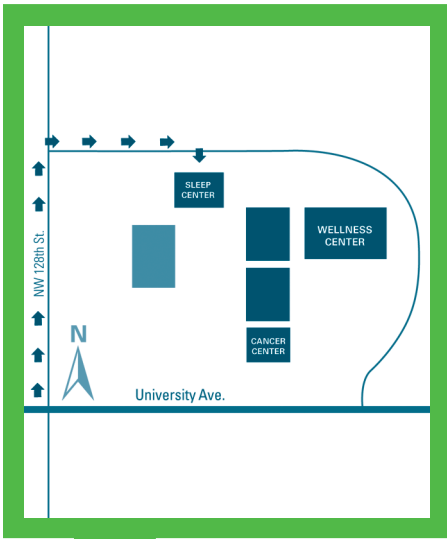 SLEEP
CENTER
WELLNESS
CENTER
NW 128th St.
N
CANCER
CENTER
University Ave.